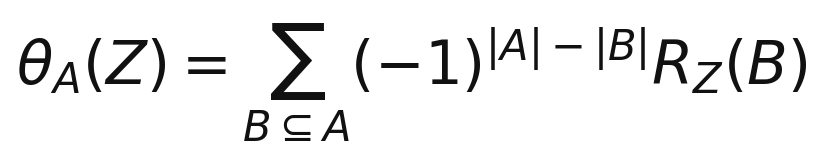 θ_A(Z) = ∑_{B ⊆ A} (−1)^{|A|−|B|} R_Z(B)